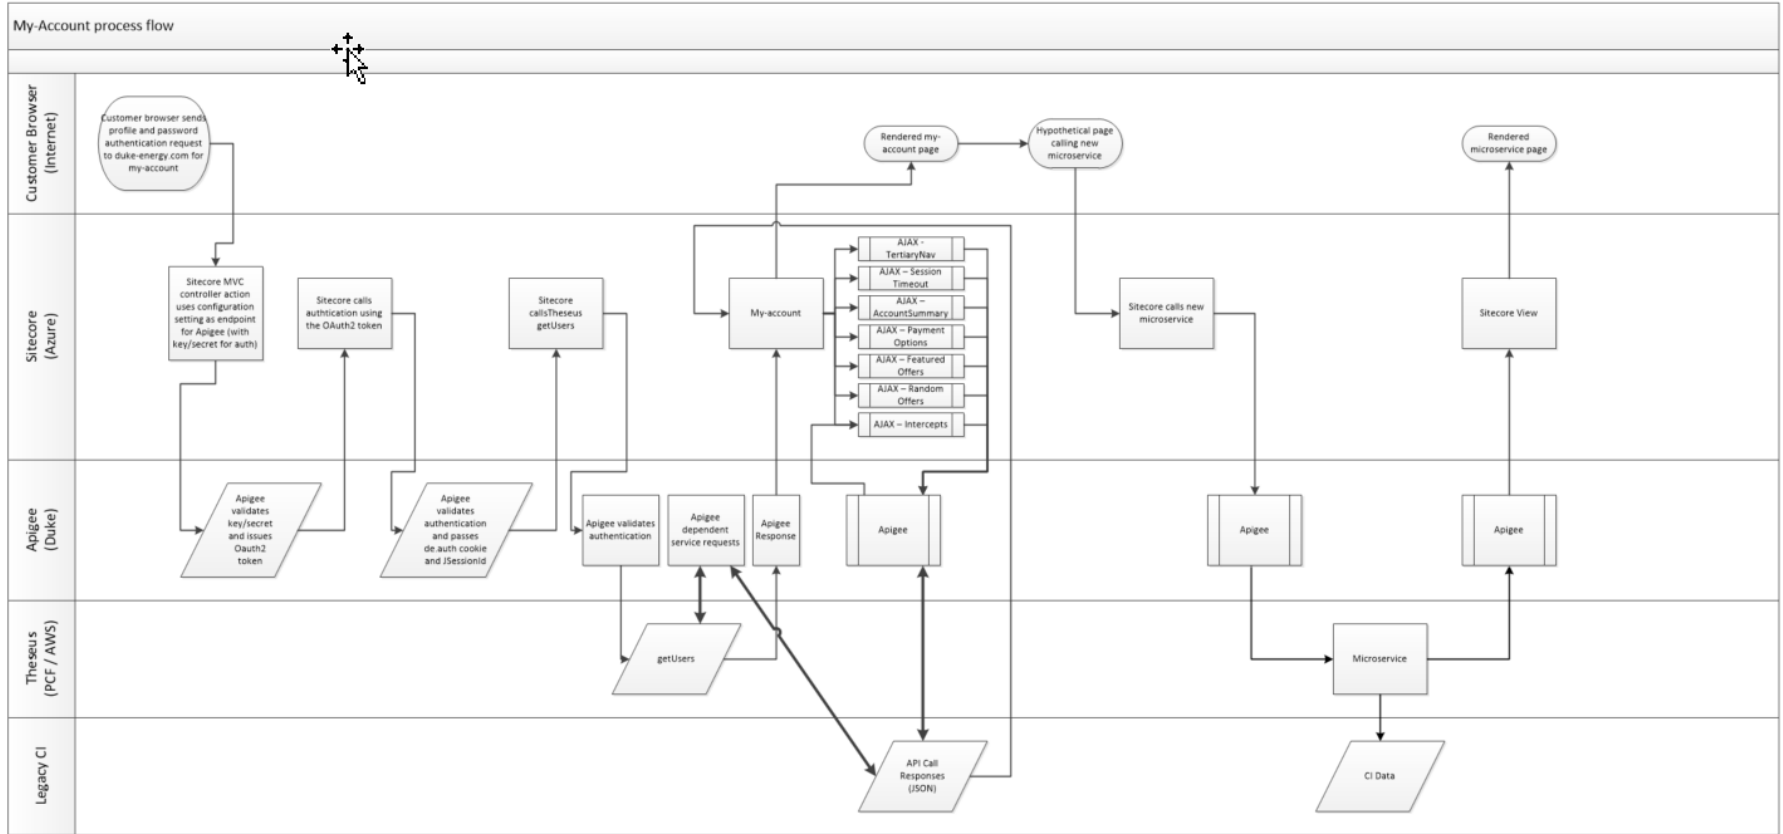 My-Account process flow
Customer Browser
(Internet)
Customer browser sends
profile and password
authentication request
to duke-energy.com for
my-account
Rendered my-
account page
Hypothetical page
calling new
microservice
Rendered
microservice page
Sitecore
(Azure)
Sitecore MVC
controller action
uses configuration
setting as endpoint
for Apigee (with
key/secret for auth)
Sitecore calls
authtication using
the OAuth2 token
Sitecore
callsTheseus
getUsers
My-account
AJAX -
TertiaryNav
AJAX – Session
Timeout
AJAX –
AccountSummary
AJAX – Payment
Options
AJAX – Featured
Offers
AJAX – Random
Offers
AJAX – Intercepts
Sitecore calls new
microservice
Sitecore View
Apigee
(Duke)
Apigee
validates
key/secret
and issues
Oauth2
token
Apigee
validates
authentication
and passes
de.auth cookie
and JSessionId
Apigee validates
authentication
Apigee
dependent
service requests
Apigee
Response
Apigee
Apigee
Apigee
Theseus
(PCF / AWS)
getUsers
Microservice
Legacy CI
API Call
Responses
(JSON)
CI Data